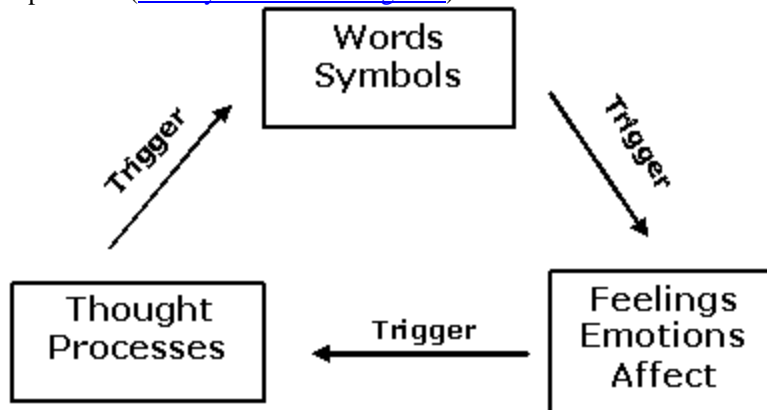 Words
Symbols
Trigger
Trigger
Thought
Processes
Trigger
Feelings
Emotions
Affect